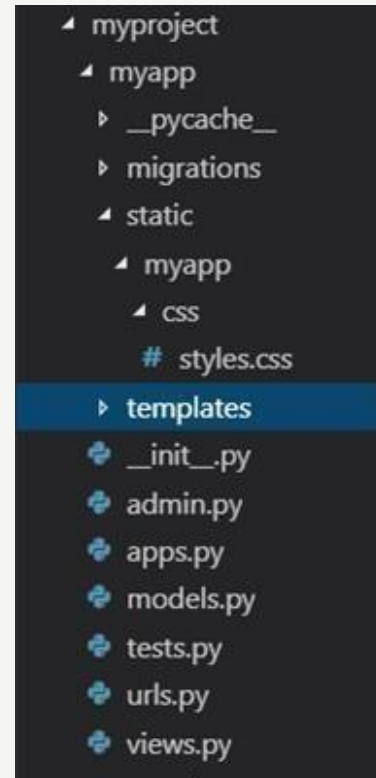 myproject
myapp
__pycache__
migrations
static
myapp
css
# styles.css
templates
__init__.py
admin.py
apps.py
models.py
tests.py
urls.py
views.py